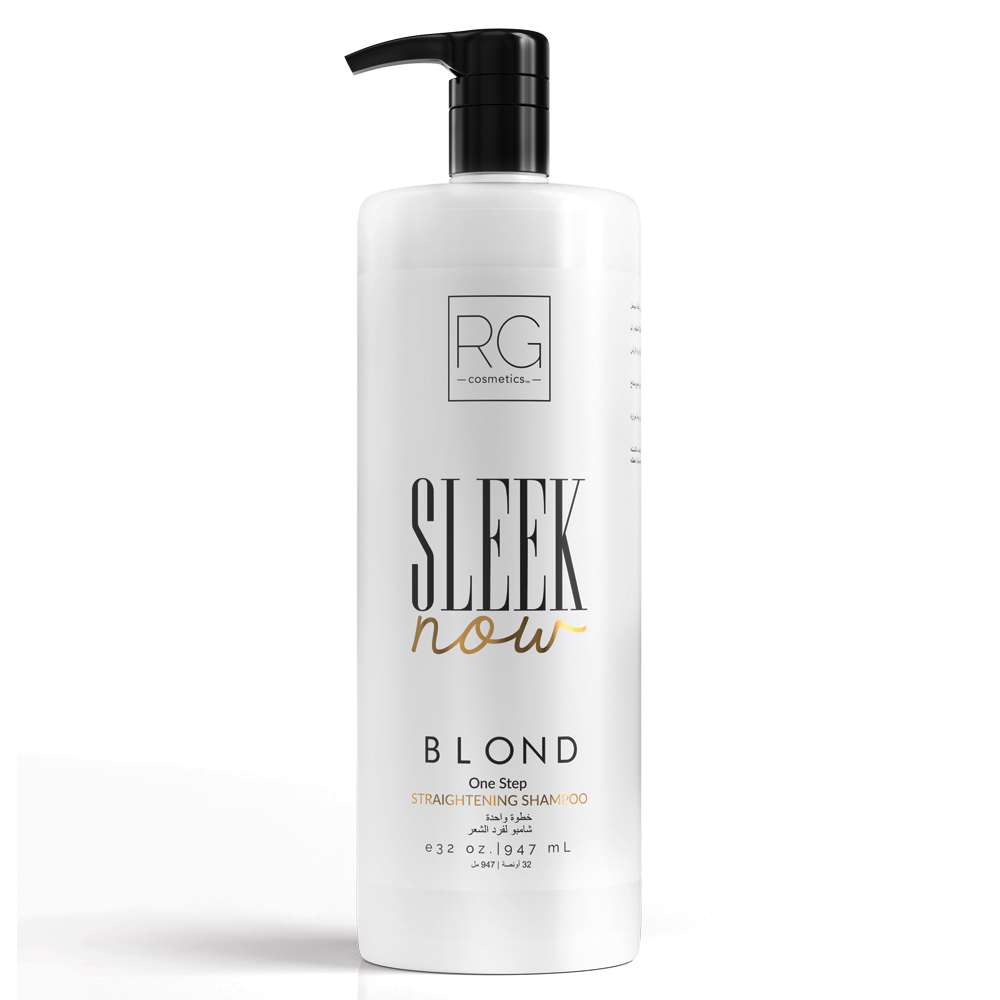 RG
cosmetics™
SLEEK
now
BLOND
One Step
STRAIGHTENING SHAMPOO
خطوة واحدة
شامبو لفرد الشعر
e32 oz.|947 mL
32 أونصة | 947 مل